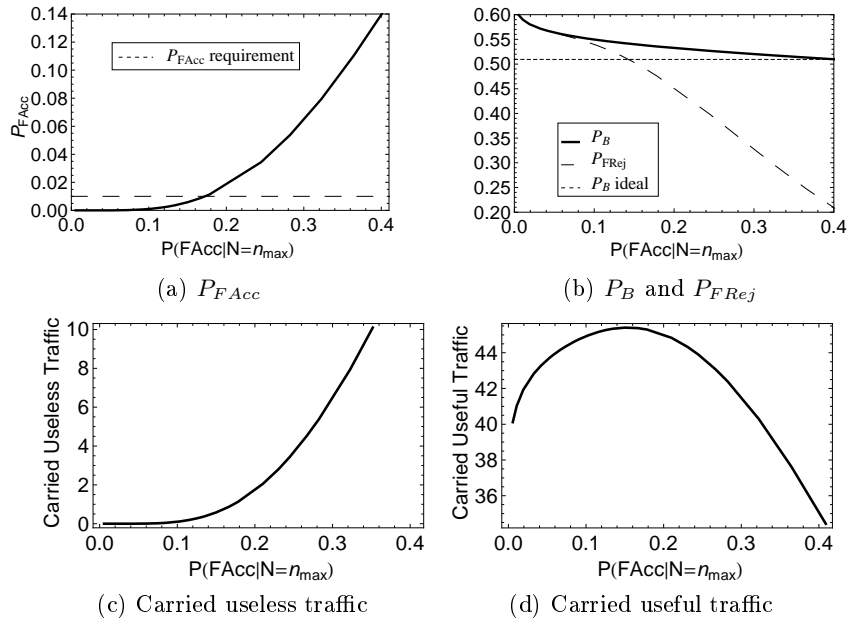 0.14
0.12
0.10
0.08
0.06
0.04
0.02
0.00
P_FAcc
P_FAcc requirement
0.0 0.1 0.2 0.3 0.4
P(FAcc|N=n_max)
(a) P_FAcc
0.60
0.55
0.50
0.45
0.40
0.35
0.30
0.25
0.20
P_B
P_FRej
P_B ideal
0.0 0.1 0.2 0.3 0.4
P(FAcc|N=n_max)
(b) P_B and P_FRej
10
8
6
4
2
0
Carried Useless Traffic
0.0 0.1 0.2 0.3 0.4
P(FAcc|N=n_max)
(c) Carried useless traffic
44
42
40
38
36
Carried Useful Traffic
0.0 0.1 0.2 0.3 0.4
P(FAcc|N=n_max)
(d) Carried useful traffic